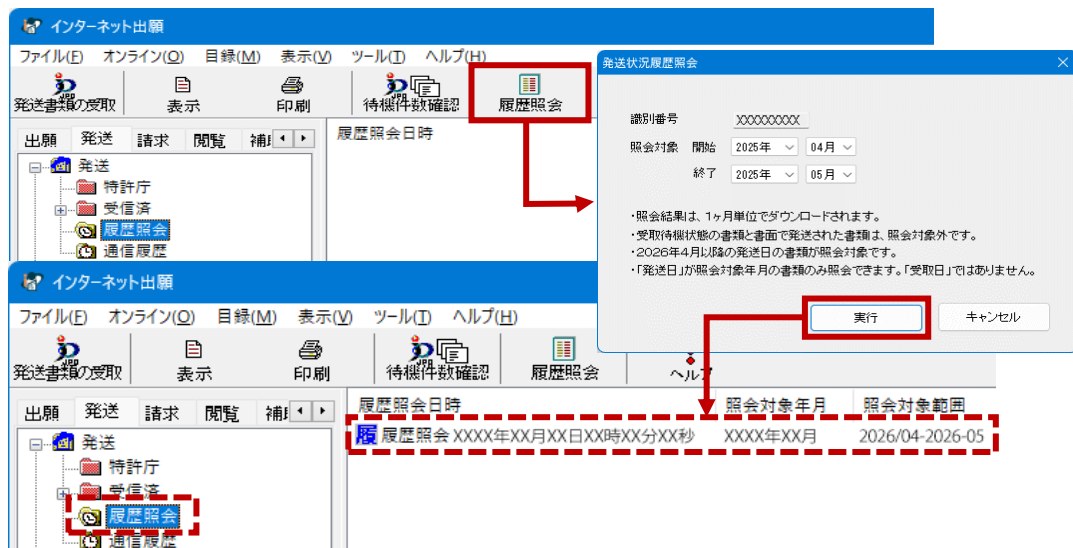 インターネット出願
ファイル(F) オンライン(O) 目録(M) 表示(V) ツール(T) ヘルプ(H)
発送書類の受取 表示 印刷 待機件数確認 履歴照会
出願 発送 請求 閲覧
履歴照会日時
発送
特許庁
受信済
履歴照会
通信履歴
発送状況履歴照会
識別番号 XXXXXXXXX
照会対象 開始 2025年 04月
終了 2025年 05月
・照会結果は、1ヶ月単位でダウンロードされます。
・受取待機状態の書類と書面で発送された書類は、照会対象外です。
・2026年4月以降の発送日の書類が照会対象です。
・「発送日」が照会対象年月の書類のみ照会できます。「受取日」ではありません。
実行 キャンセル
インターネット出願
ファイル(F) オンライン(O) 目録(M) 表示(V) ツール(T) ヘルプ(H)
発送書類の受取 表示 印刷 待機件数確認 履歴照会 ヘルプ
出願 発送 請求 閲覧
履歴照会日時 照会対象年月 照会対象範囲
履 履歴照会 XXXX年XX月XX日XX時XX分XX秒 XXXX年XX月 2026/04-2026-05
発送
特許庁
受信済
履歴照会
通信履歴